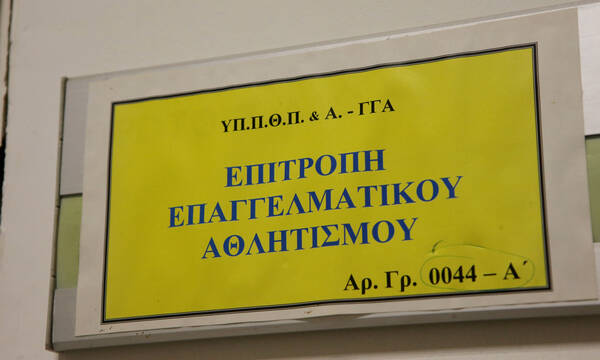 ΥΠ.Π.Θ.Π. & Α. - ΓΓΑ
ΕΠΙΤΡΟΠΗ
ΕΠΑΓΓΕΛΜΑΤΙΚΟΥ
ΑΘΛΗΤΙΣΜΟΥ
Αρ. Γρ. 0044 – Α΄